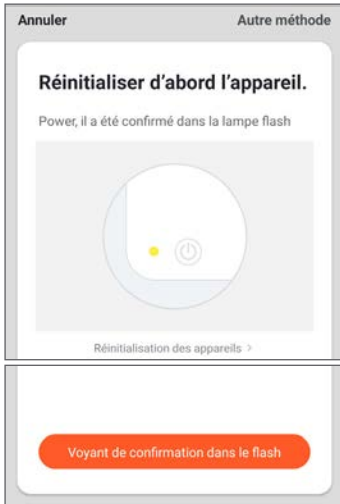 Annuler
Autre méthode
Réinitialiser d’abord l’appareil.
Power, il a été confirmé dans la lampe flash
Réinitialisation des appareils >
Voyant de confirmation dans le flash